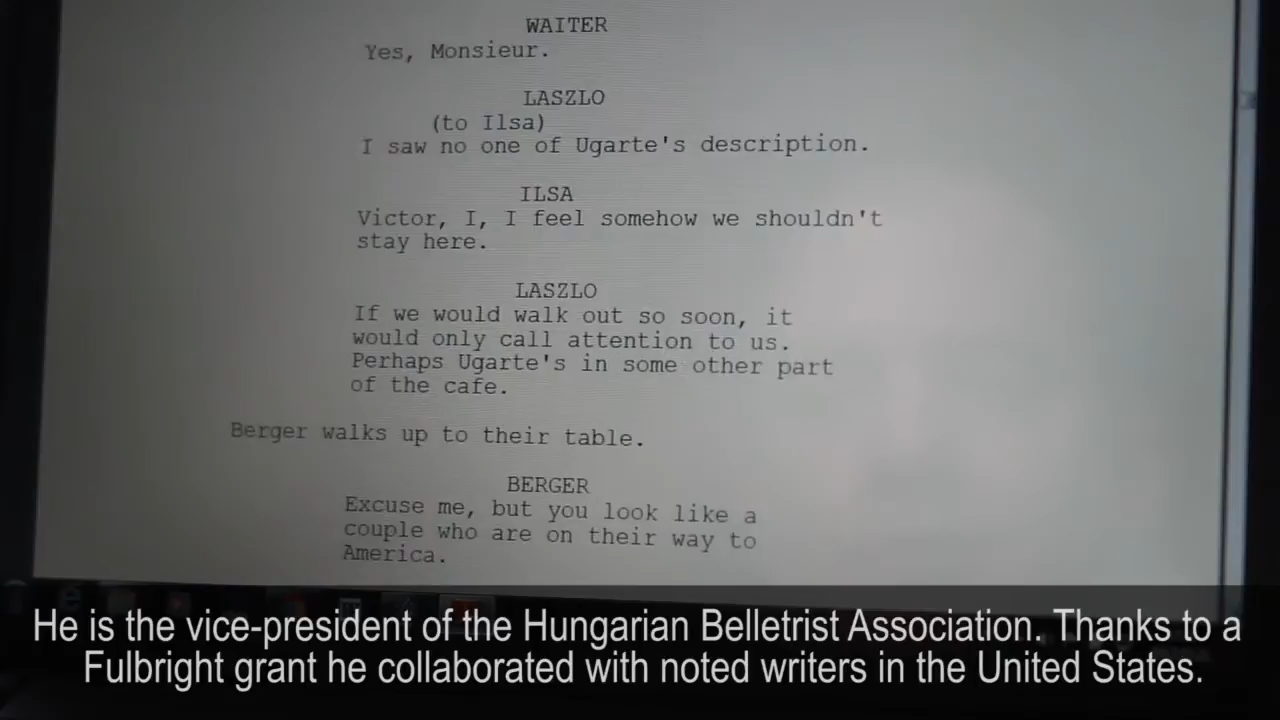 WAITER
Yes, Monsieur.
LASZLO
(to Ilsa)
I saw no one of Ugarte's description.
ILSA
Victor, I, I feel somehow we shouldn't
stay here.
LASZLO
If we would walk out so soon, it
would only call attention to us.
Perhaps Ugarte's in some other part
of the cafe.
Berger walks up to their table.
BERGER
Excuse me, but you look like a
couple who are on their way to
America.
He is the vice-president of the Hungarian Belletrist Association. Thanks to a
Fulbright grant he collaborated with noted writers in the United States.